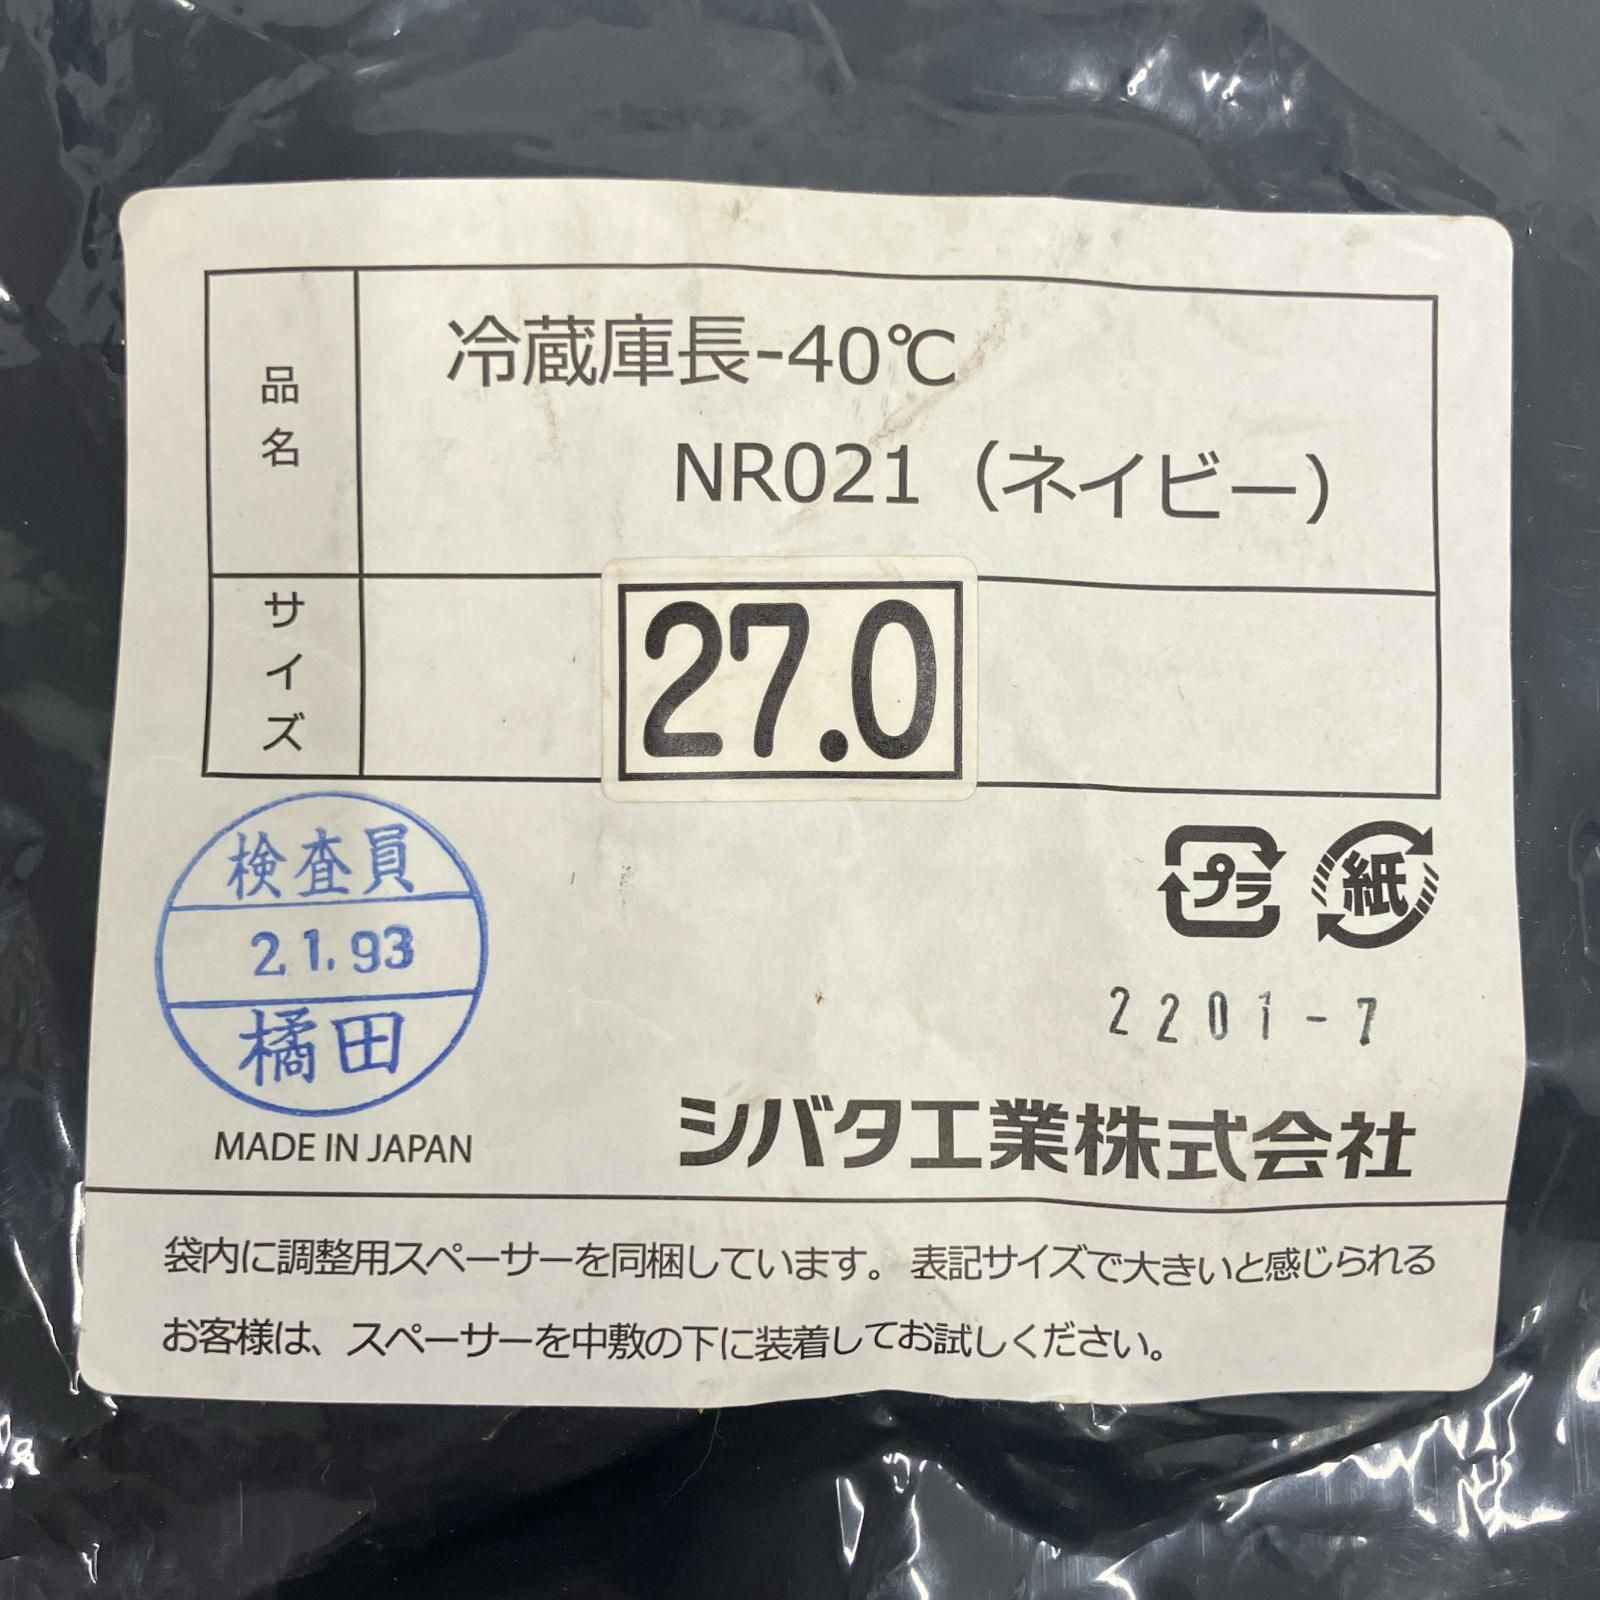 品名
冷蔵庫長-40℃
NR021（ネイビー）
サイズ
27.0
検査員
2.1.93
橘田
プラ
紙
2201-7
MADE IN JAPAN
シバタ工業株式会社
袋内に調整用スペーサーを同梱しています。表記サイズで大きいと感じられる
お客様は、スペーサーを中敷の下に装着してお試しください。